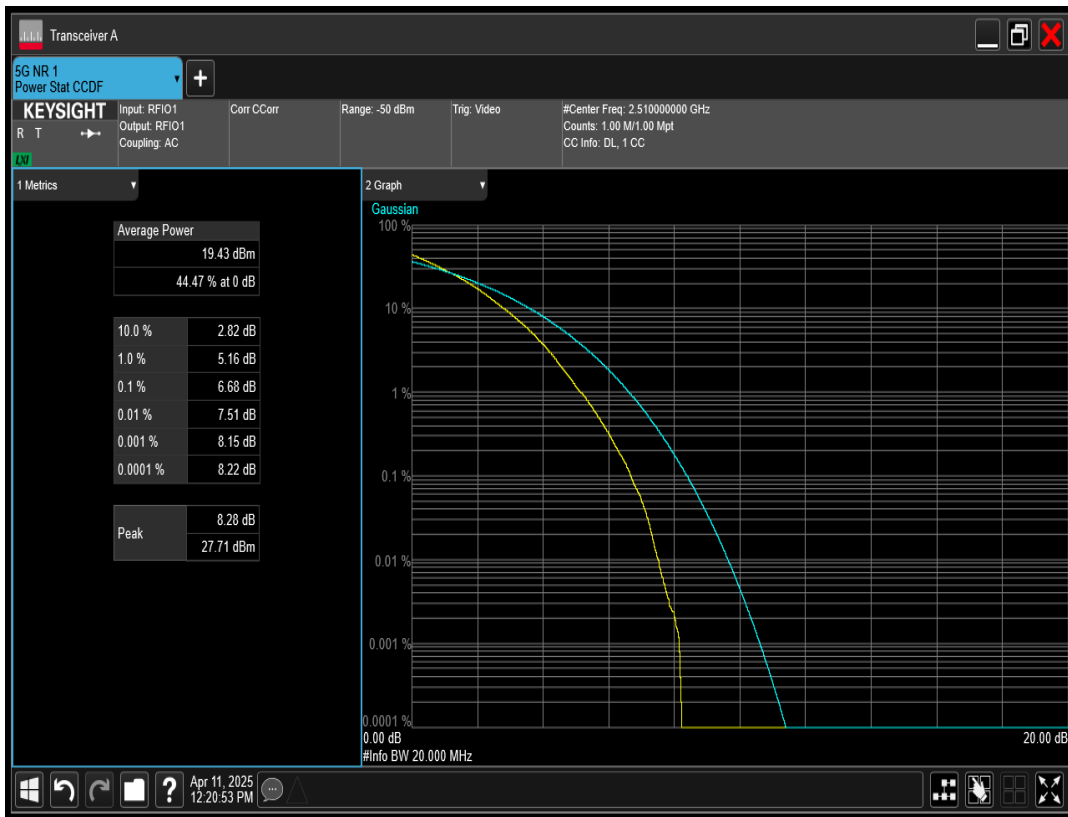 Transceiver A
5G NR 1
Power Stat CCDF
+
KEYSIGHT
R T
LXI
Input: RFIO1
Output: RFIO1
Coupling: AC
Corr CCorr
Range: -50 dBm
Trig: Video
#Center Freq: 2.510000000 GHz
Counts: 1.00 M/1.00 Mpt
CC Info: DL, 1 CC
1 Metrics
Average Power
19.43 dBm
44.47 % at 0 dB
10.0 % 2.82 dB
1.0 % 5.16 dB
0.1 % 6.68 dB
0.01 % 7.51 dB
0.001 % 8.15 dB
0.0001 % 8.22 dB
Peak
8.28 dB
27.71 dBm
2 Graph
Gaussian
100 %
10 %
1 %
0.1 %
0.01 %
0.001 %
0.0001 %
0.00 dB 20.00 dB
#Info BW 20.000 MHz
?
Apr 11, 2025
12:20:53 PM